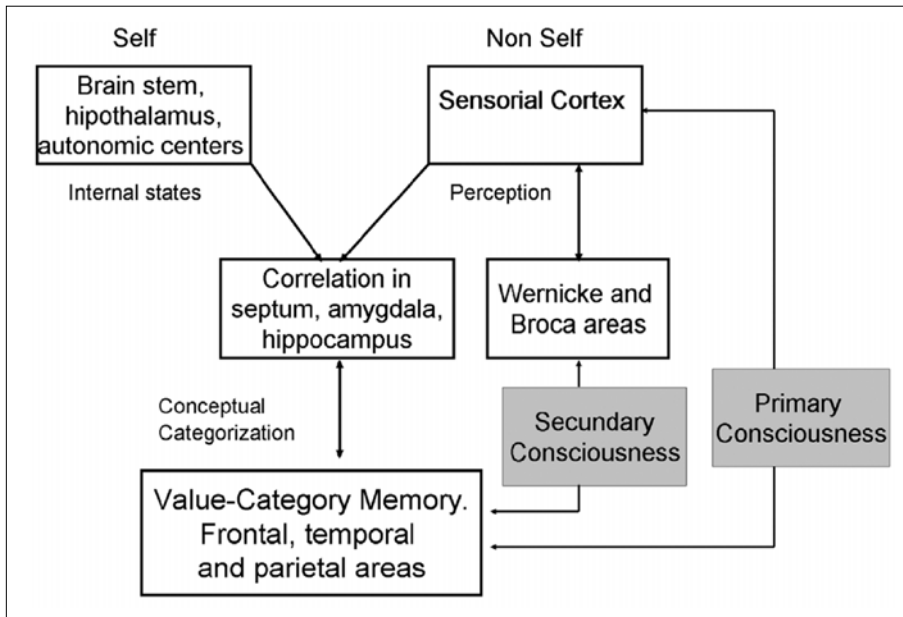 Self
Non Self
Brain stem,
hipothalamus,
autonomic centers
Sensorial Cortex
Internal states
Perception
Correlation in
septum, amygdala,
hippocampus
Wernicke and
Broca areas
Conceptual
Categorization
Secundary
Consciousness
Primary
Consciousness
Value-Category Memory.
Frontal, temporal
and parietal areas